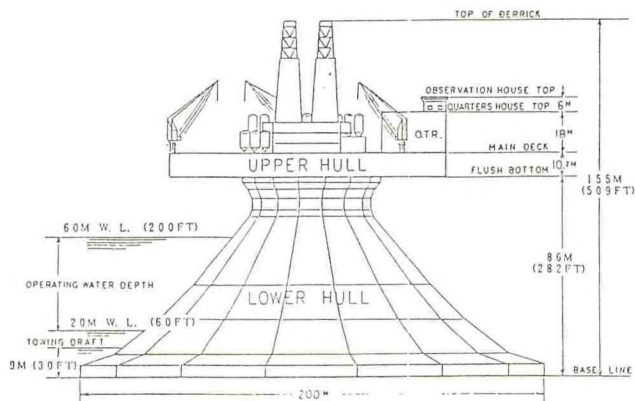 TOP OF DERRICK
OBSERVATION HOUSE TOP
QUARTERS HOUSE TOP 6M
QTR.
18M
MAIN DECK
UPPER HULL
FLUSH BOTTOM
155M
(509FT)
60M W. L. (200FT)
86M
(282FT)
OPERATING WATER DEPTH
LOWER HULL
20M W. L. (60FT)
TOWING DRAFT
9M (30FT)
BASE LINE
200M